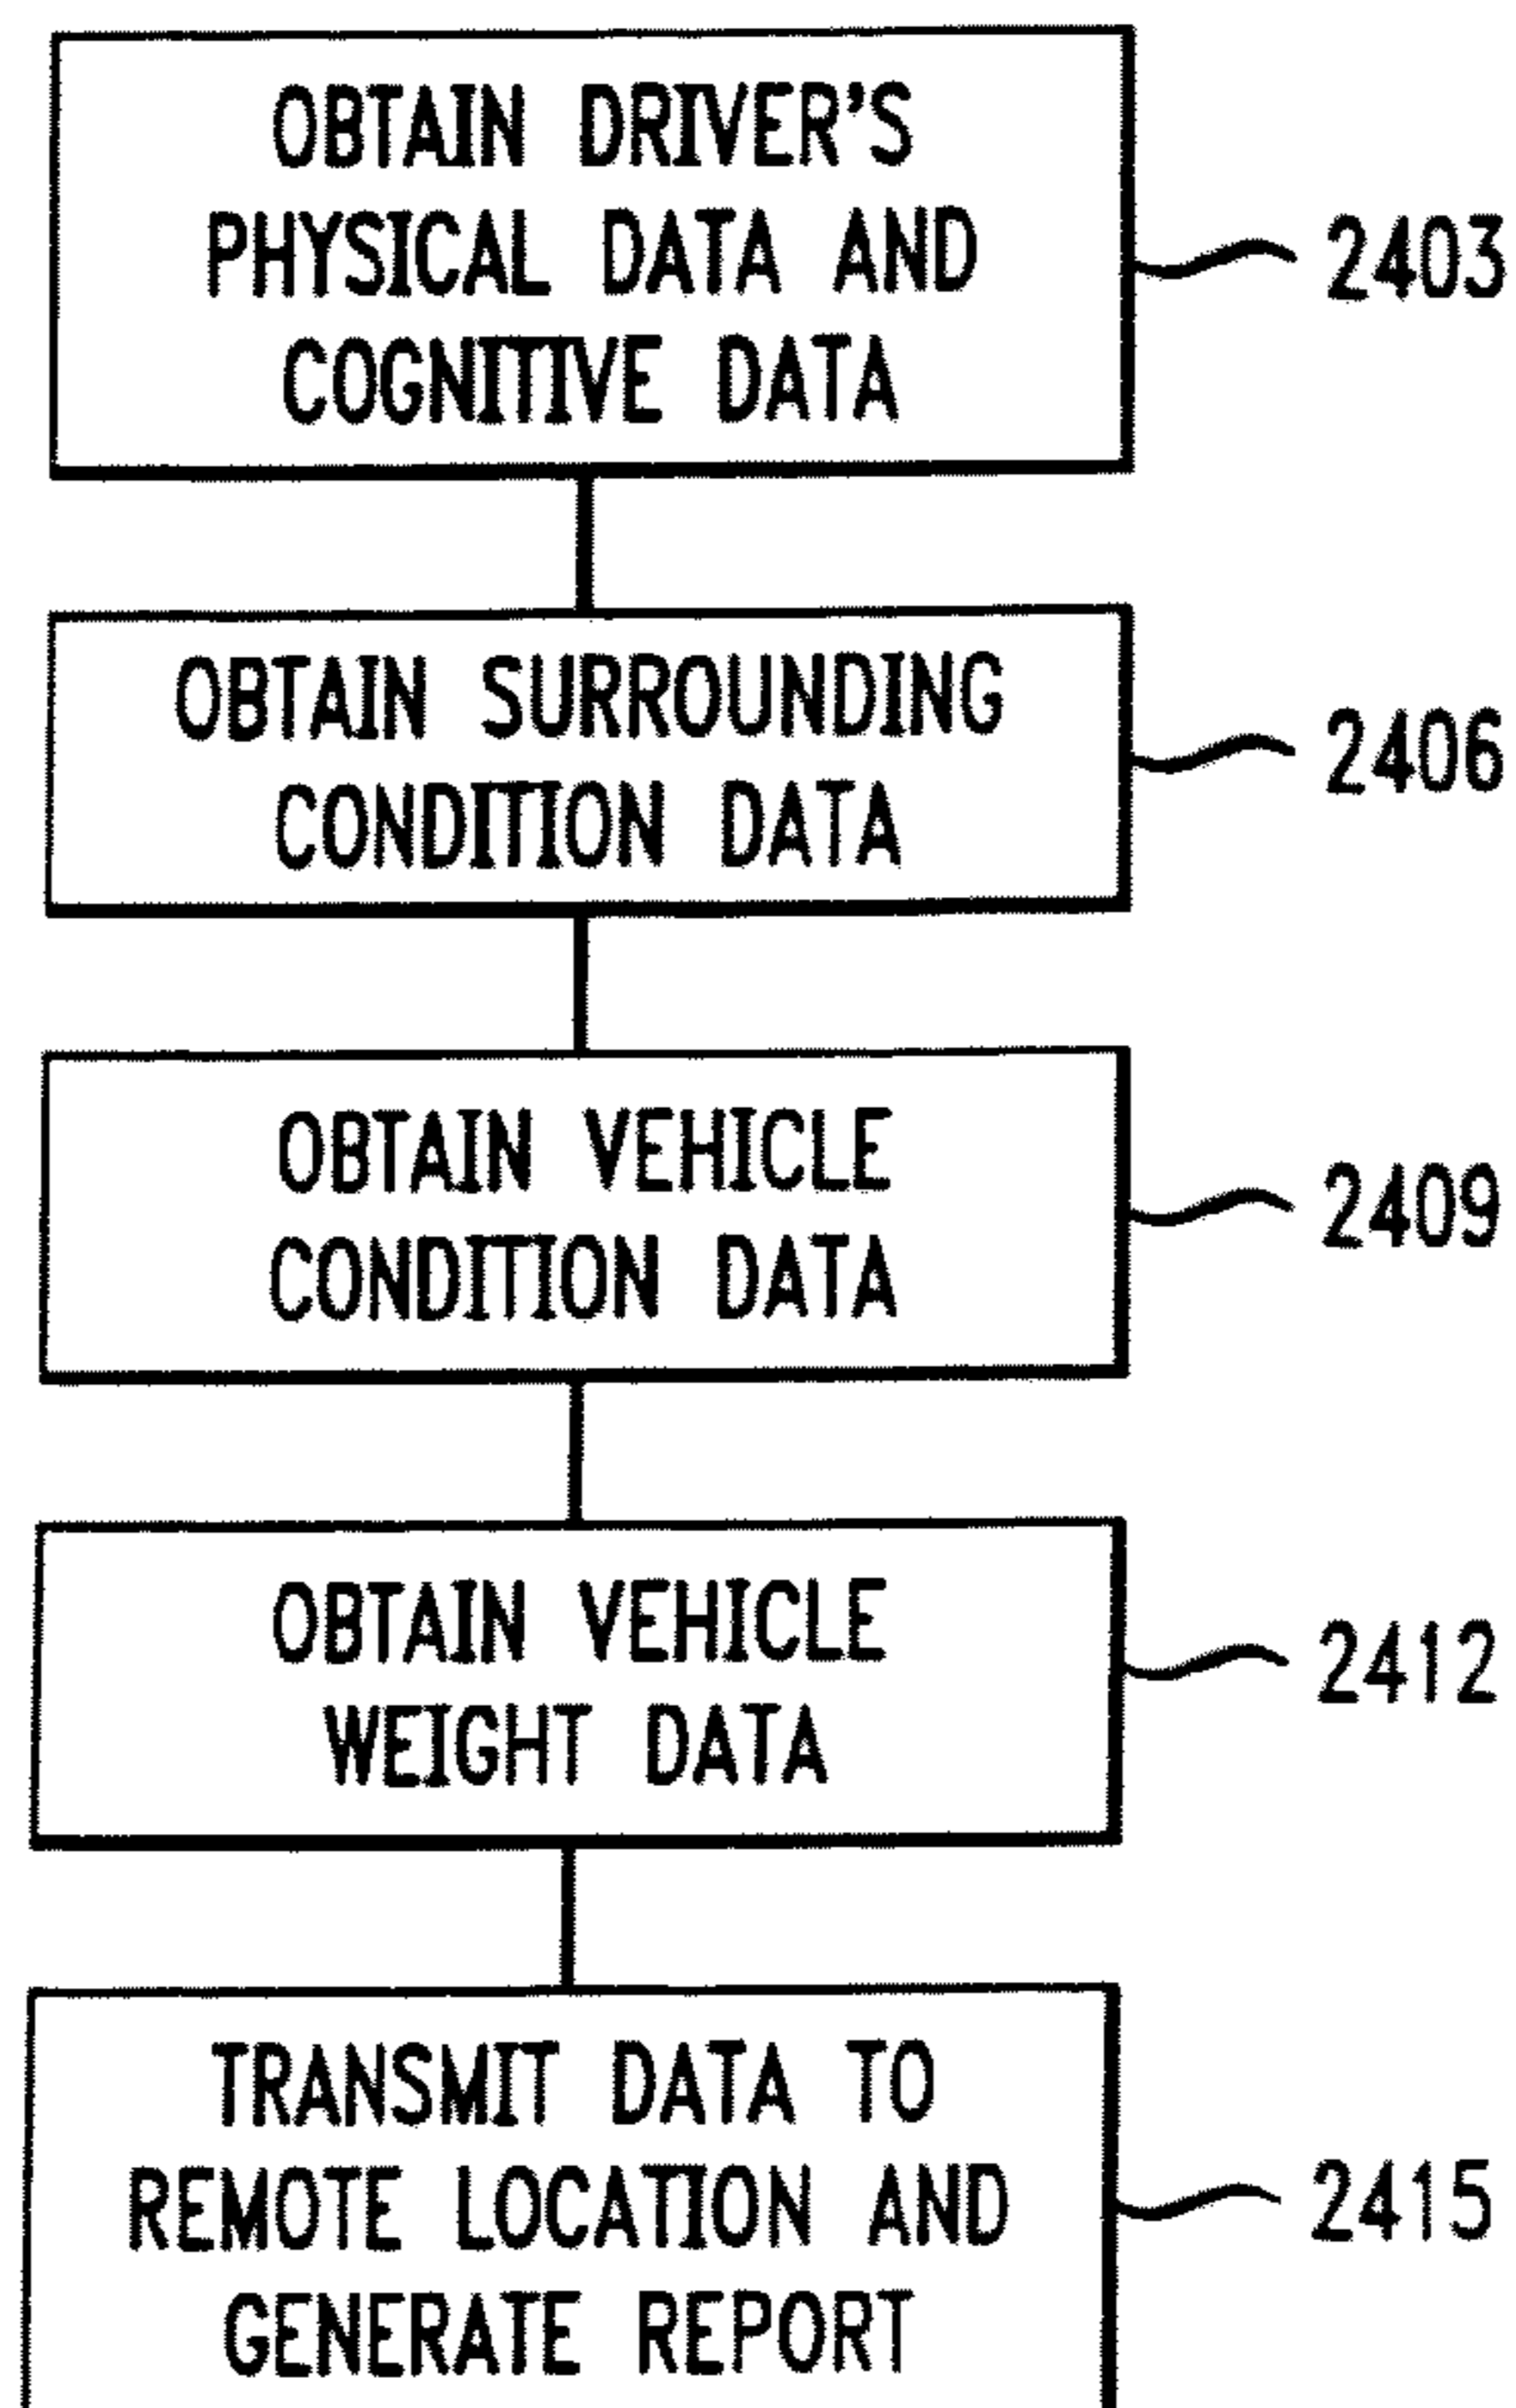 OBTAIN DRIVER'S
PHYSICAL DATA AND
COGNITIVE DATA
2403
OBTAIN SURROUNDING
CONDITION DATA
2406
OBTAIN VEHICLE
CONDITION DATA
2409
OBTAIN VEHICLE
WEIGHT DATA
2412
TRANSMIT DATA TO
REMOTE LOCATION AND
GENERATE REPORT
2415